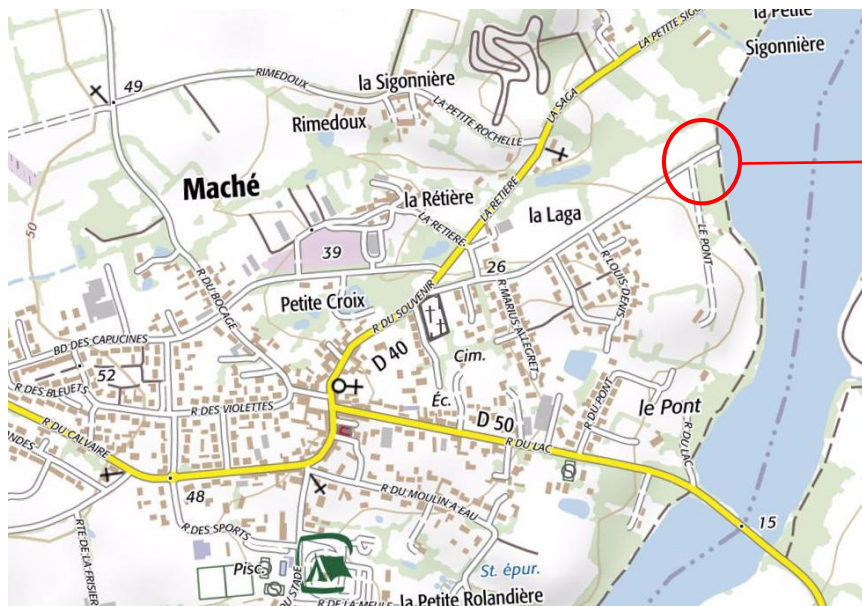 la Petite
Sigonnière
LA PETITE SIG
49
RIMEDOUX
la Sigonnière
LA SAGA
Rimedoux
LA PETITE ROCHELLE
Maché
la Rétière
LA RETIERE
LA RETIERE
la Laga
50
39
26
LE PONT
R DU BOCAGE
Petite Croix
R DU SOUVENIR
R LOUIS-DENIS
R MARIUS ALLEGRET
BD DES CAPUCINES
D 40
Cim.
52
R DES BLEUETS
R DES VIOLETTES
Éc.
R DU PONT
le Pont
D 50
R DU CALVAIRE
R DU LAC
R DU LAC
ONDES
48
R DU MOULIN A EAU
15
RTE DE LA FRISIER
R DES SPORTS
Pisc.
St. épur.
DU STADE
R DE LA MEULE
la Petite Rolandière